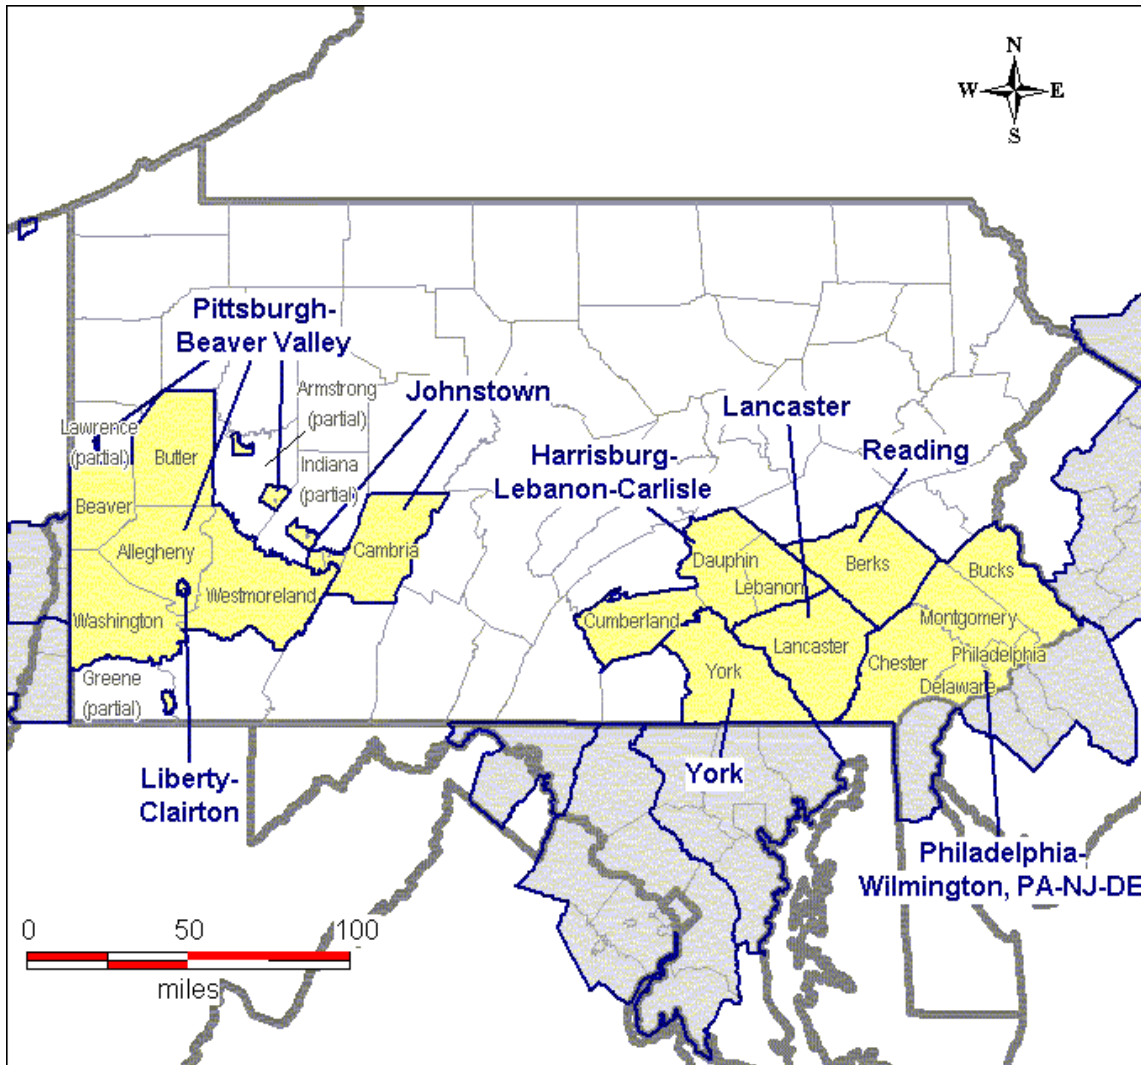 N
W E
S
Pittsburgh-
Beaver Valley
Armstrong
(partial)
Johnstown
Lancaster
Lawrence
(partial)
Butler
Indiana
(partial)
Harrisburg-
Lebanon-Carlisle
Reading
Beaver
Allegheny
Cambria
Dauphin
Lebanon
Berks
Bucks
Washington
Westmoreland
Cumberland
Montgomery
Greene
(partial)
York
Lancaster
Chester
Philadelphia
Delaware
Liberty-
Clairton
York
Philadelphia-
Wilmington, PA-NJ-DE
0 50 100
miles